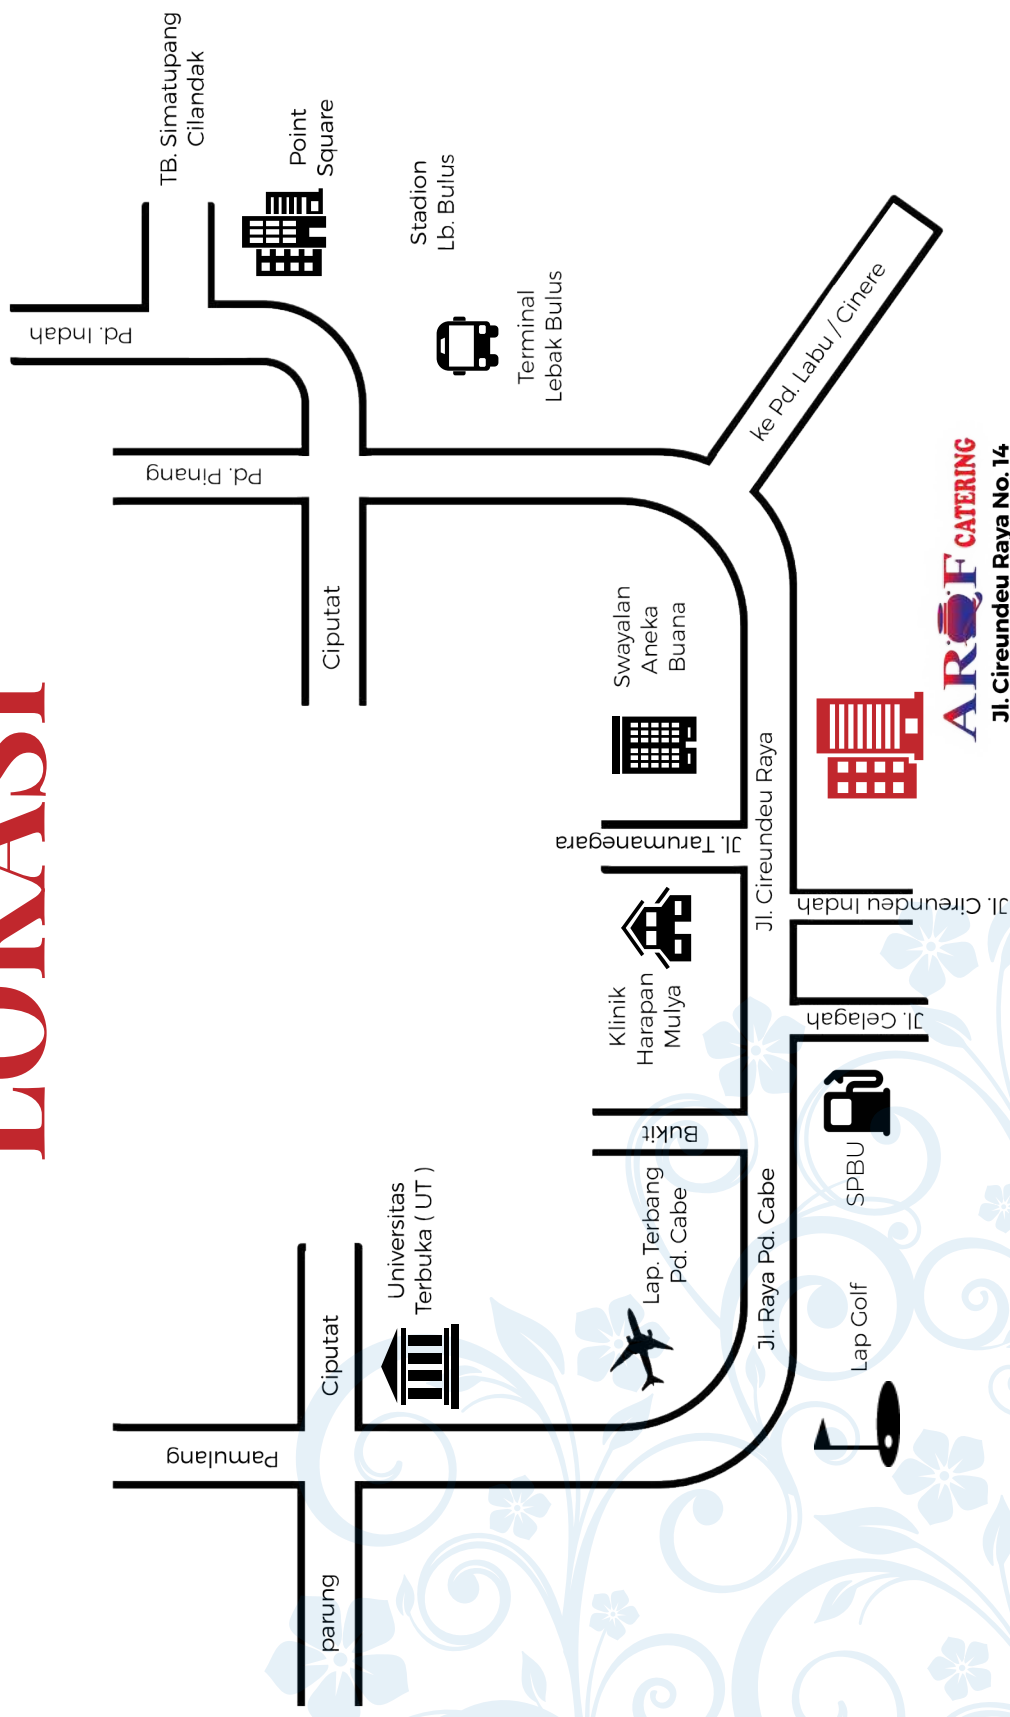 LOKASI
TB. Simatupang
Cilandak
Point
Square
Pd. Indah
Stadion
Lb. Bulus
Terminal
Lebak Bulus
Pd. Pinang
ke Pd. Labu / Cinere
Ciputat
Swayalan
Aneka
Buana
AROF CATERING
Jl. Cireundeu Raya No. 14
Jl. Tarumanegara
Jl. Cireundeu Raya
Jl. Cireundeu Indah
Klinik
Harapan
Mulya
Jl. Gelagah
Bukit
SPBU
Universitas
Terbuka ( UT )
Lap. Terbang
Pd. Cabe
Jl. Raya Pd. Cabe
Lap Golf
Ciputat
Pamulang
parung